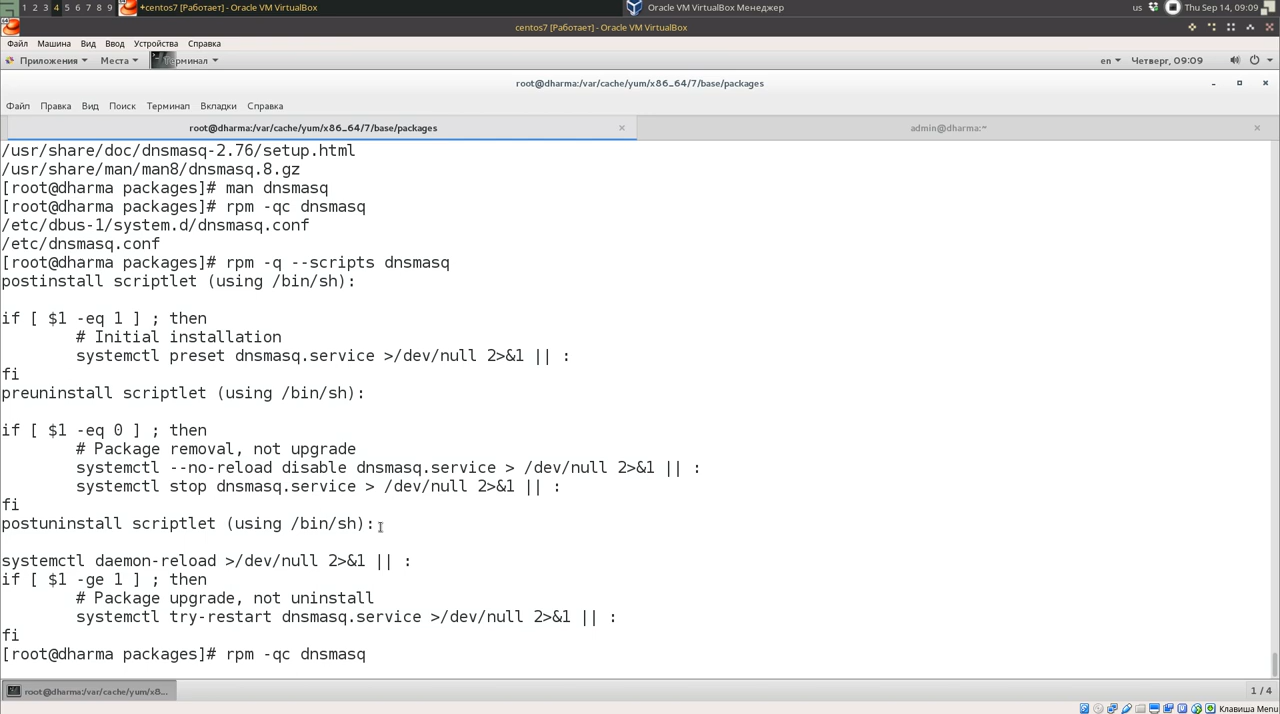 1 2 3 4 5 6 7 8 9
*centos7 [Работает] - Oracle VM VirtualBox
Oracle VM VirtualBox Менеджер
us
Thu Sep 14, 09:09
centos7 [Работает] - Oracle VM VirtualBox
Файл Машина Вид Ввод Устройства Справка
Приложения Места Терминал
en Четверг, 09:09
root@dharma:/var/cache/yum/x86_64/7/base/packages
Файл Правка Вид Поиск Терминал Вкладки Справка
root@dharma:/var/cache/yum/x86_64/7/base/packages × admin@dharma:~ ×
/usr/share/doc/dnsmasq-2.76/setup.html
/usr/share/man/man8/dnsmasq.8.gz
[root@dharma packages]# man dnsmasq
[root@dharma packages]# rpm -qc dnsmasq
/etc/dbus-1/system.d/dnsmasq.conf
/etc/dnsmasq.conf
[root@dharma packages]# rpm -q --scripts dnsmasq
postinstall scriptlet (using /bin/sh):
if [ $1 -eq 1 ] ; then
# Initial installation
systemctl preset dnsmasq.service >/dev/null 2>&1 || :
fi
preuninstall scriptlet (using /bin/sh):
if [ $1 -eq 0 ] ; then
# Package removal, not upgrade
systemctl --no-reload disable dnsmasq.service > /dev/null 2>&1 || :
systemctl stop dnsmasq.service > /dev/null 2>&1 || :
fi
postuninstall scriptlet (using /bin/sh):
systemctl daemon-reload >/dev/null 2>&1 || :
if [ $1 -ge 1 ] ; then
# Package upgrade, not uninstall
systemctl try-restart dnsmasq.service >/dev/null 2>&1 || :
fi
[root@dharma packages]# rpm -qc dnsmasq
root@dharma:/var/cache/yum/x8...
1 / 4
Клавиша Menu